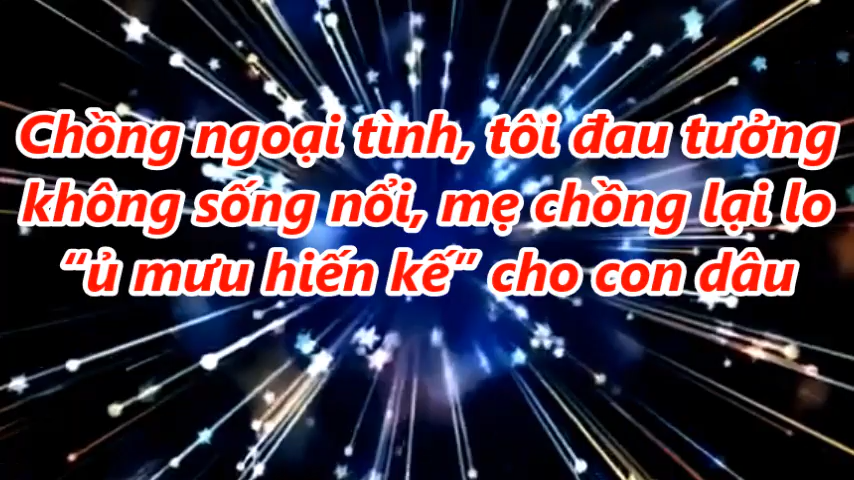 Chồng ngoại tình, tôi đau tưởng
không sống nổi, mẹ chồng lại lo
“ủ mưu hiến kế” cho con dâu